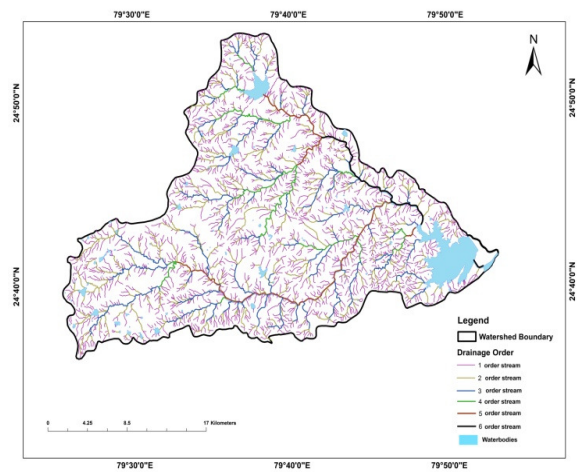 79°30'0"E 79°40'0"E 79°50'0"E
N
24°50'0"N 24°50'0"N
24°40'0"N 24°40'0"N
Legend
Watershed Boundary
Drainage Order
1 order stream
2 order stream
3 order stream
4 order stream
5 order stream
6 order stream
Waterbodies
0 4.25 8.5 17 Kilometers
79°30'0"E 79°40'0"E 79°50'0"E